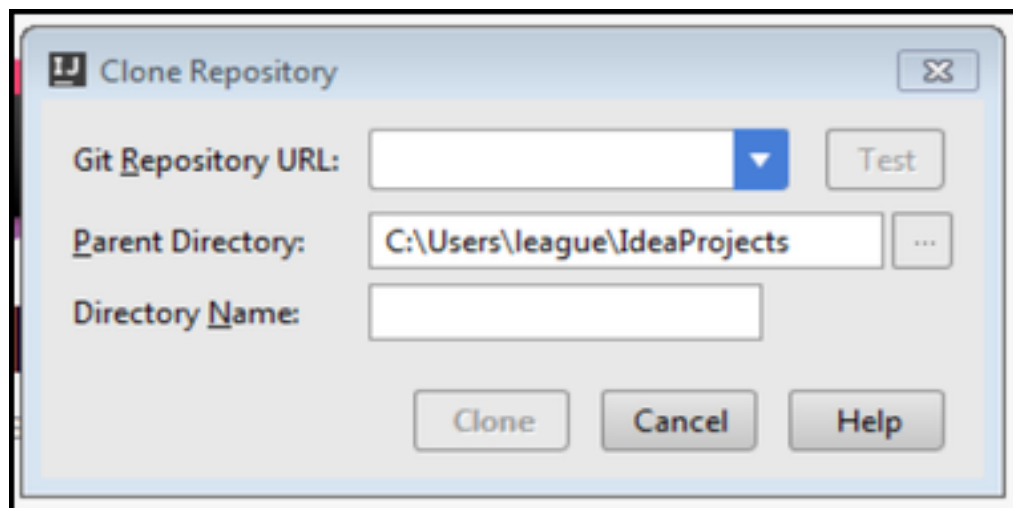 IJ Clone Repository
Git Repository URL: Test
Parent Directory: C:\Users\league\IdeaProjects ...
Directory Name:
Clone Cancel Help